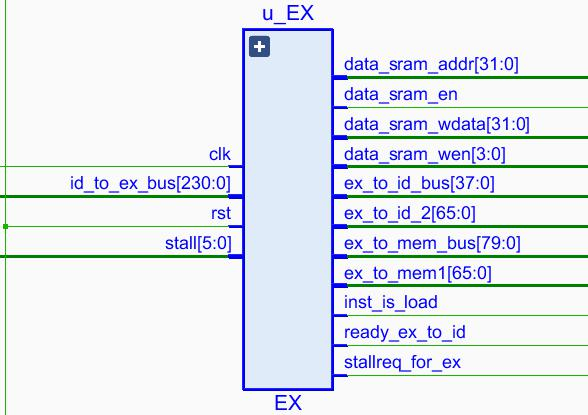 u_EX
data_sram_addr[31:0]
data_sram_en
data_sram_wdata[31:0]
clk
data_sram_wen[3:0]
id_to_ex_bus[230:0]
ex_to_id_bus[37:0]
rst
ex_to_id_2[65:0]
stall[5:0]
ex_to_mem_bus[79:0]
ex_to_mem1[65:0]
inst_is_load
ready_ex_to_id
stallreq_for_ex
EX